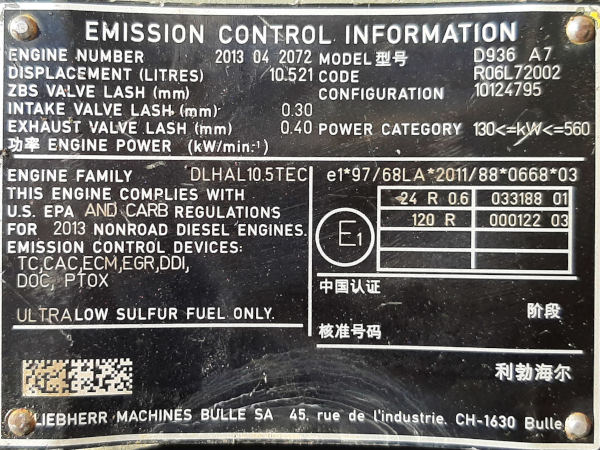 EMISSION CONTROL INFORMATION
ENGINE NUMBER 2013 04 2072
DISPLACEMENT (LITRES) 10.521
ZBS VALVE LASH (mm)
INTAKE VALVE LASH (mm) 0.30
EXHAUST VALVE LASH (mm) 0.40
功率 ENGINE POWER (kW/min.-¹)
MODEL型号 D936 A7
CODE R06L72002
CONFIGURATION 10124795
POWER CATEGORY 130<=kW<=560
ENGINE FAMILY DLHAL10.5TEC
THIS ENGINE COMPLIES WITH
U.S. EPA AND CARB REGULATIONS
FOR 2013 NONROAD DIESEL ENGINES.
EMISSION CONTROL DEVICES:
TC,CAC,ECM,EGR,DDI,
DOC, PTOX
ULTRALOW SULFUR FUEL ONLY.
e1*97/68LA*2011/88*0668*03
E1
24 R 0.6 033188 01
120 R 000122 03
中国认证
阶段
核准号码
利勃海尔
LIEBHERR MACHINES BULLE SA 45, rue de l'industrie. CH-1630 Bulle